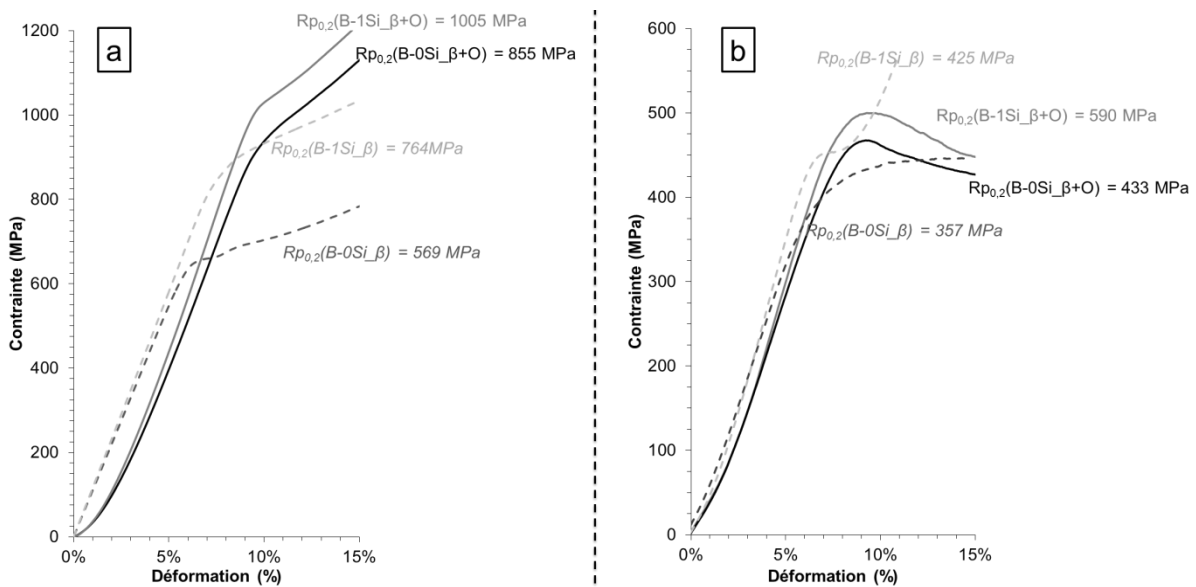 a
Rp0,2(B-1Si_β+O) = 1005 MPa
Rp0,2(B-0Si_β+O) = 855 MPa
Rp0,2(B-1Si_β) = 764MPa
Rp0,2(B-0Si_β) = 569 MPa
Contrainte (MPa)
1200
1000
800
600
400
200
0
0%
5%
10%
15%
Déformation (%)
b
Rp0,2(B-1Si_β) = 425 MPa
Rp0,2(B-1Si_β+O) = 590 MPa
Rp0,2(B-0Si_β+O) = 433 MPa
Rp0,2(B-0Si_β) = 357 MPa
Contrainte (MPa)
600
500
400
300
200
100
0
0%
5%
10%
15%
Déformation (%)